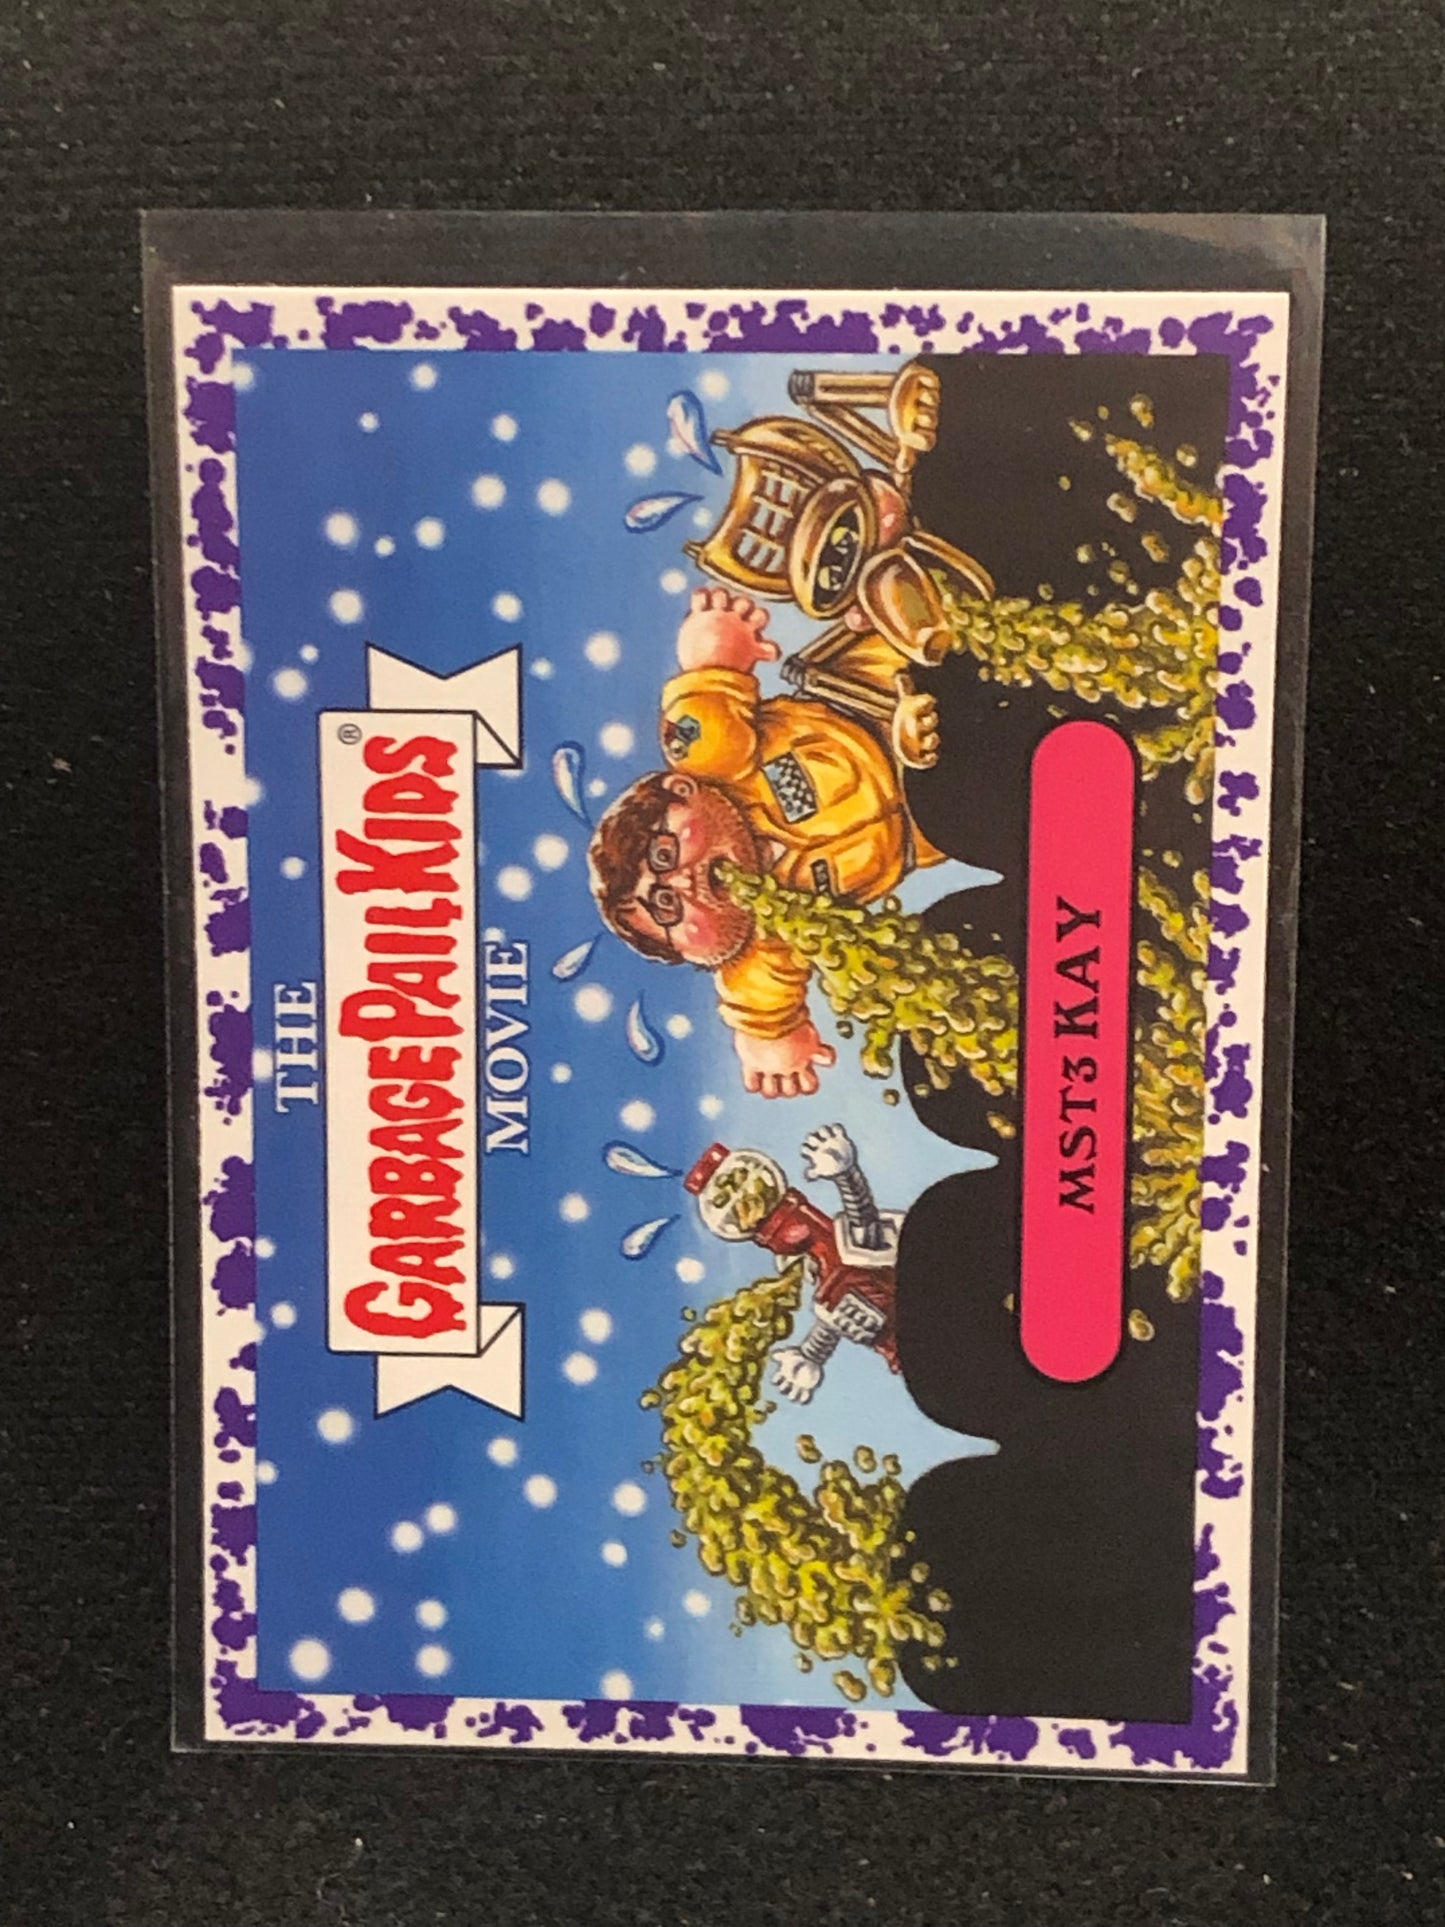 THE
GARBAGE PAIL KIDS®
MOVIE
MST3 KAY